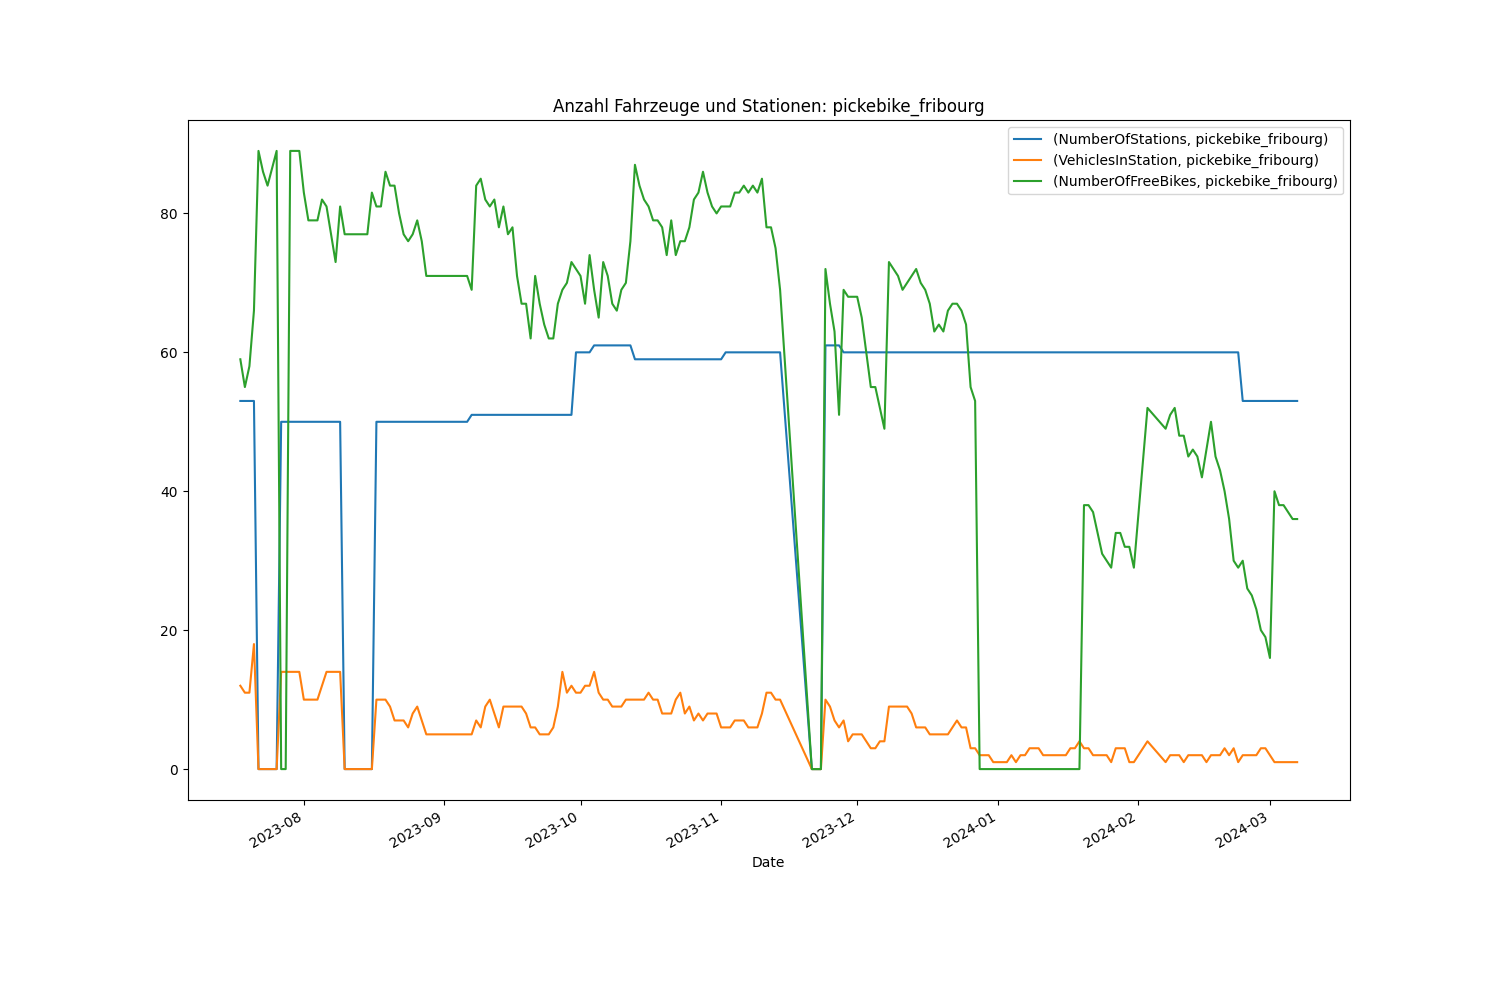 Anzahl Fahrzeuge und Stationen: pickebike_fribourg
(NumberOfStations, pickebike_fribourg)
(VehiclesInStation, pickebike_fribourg)
(NumberOfFreeBikes, pickebike_fribourg)
80
60
40
20
0
2023-08
2023-09
2023-10
2023-11
2023-12
2024-01
2024-02
2024-03
Date